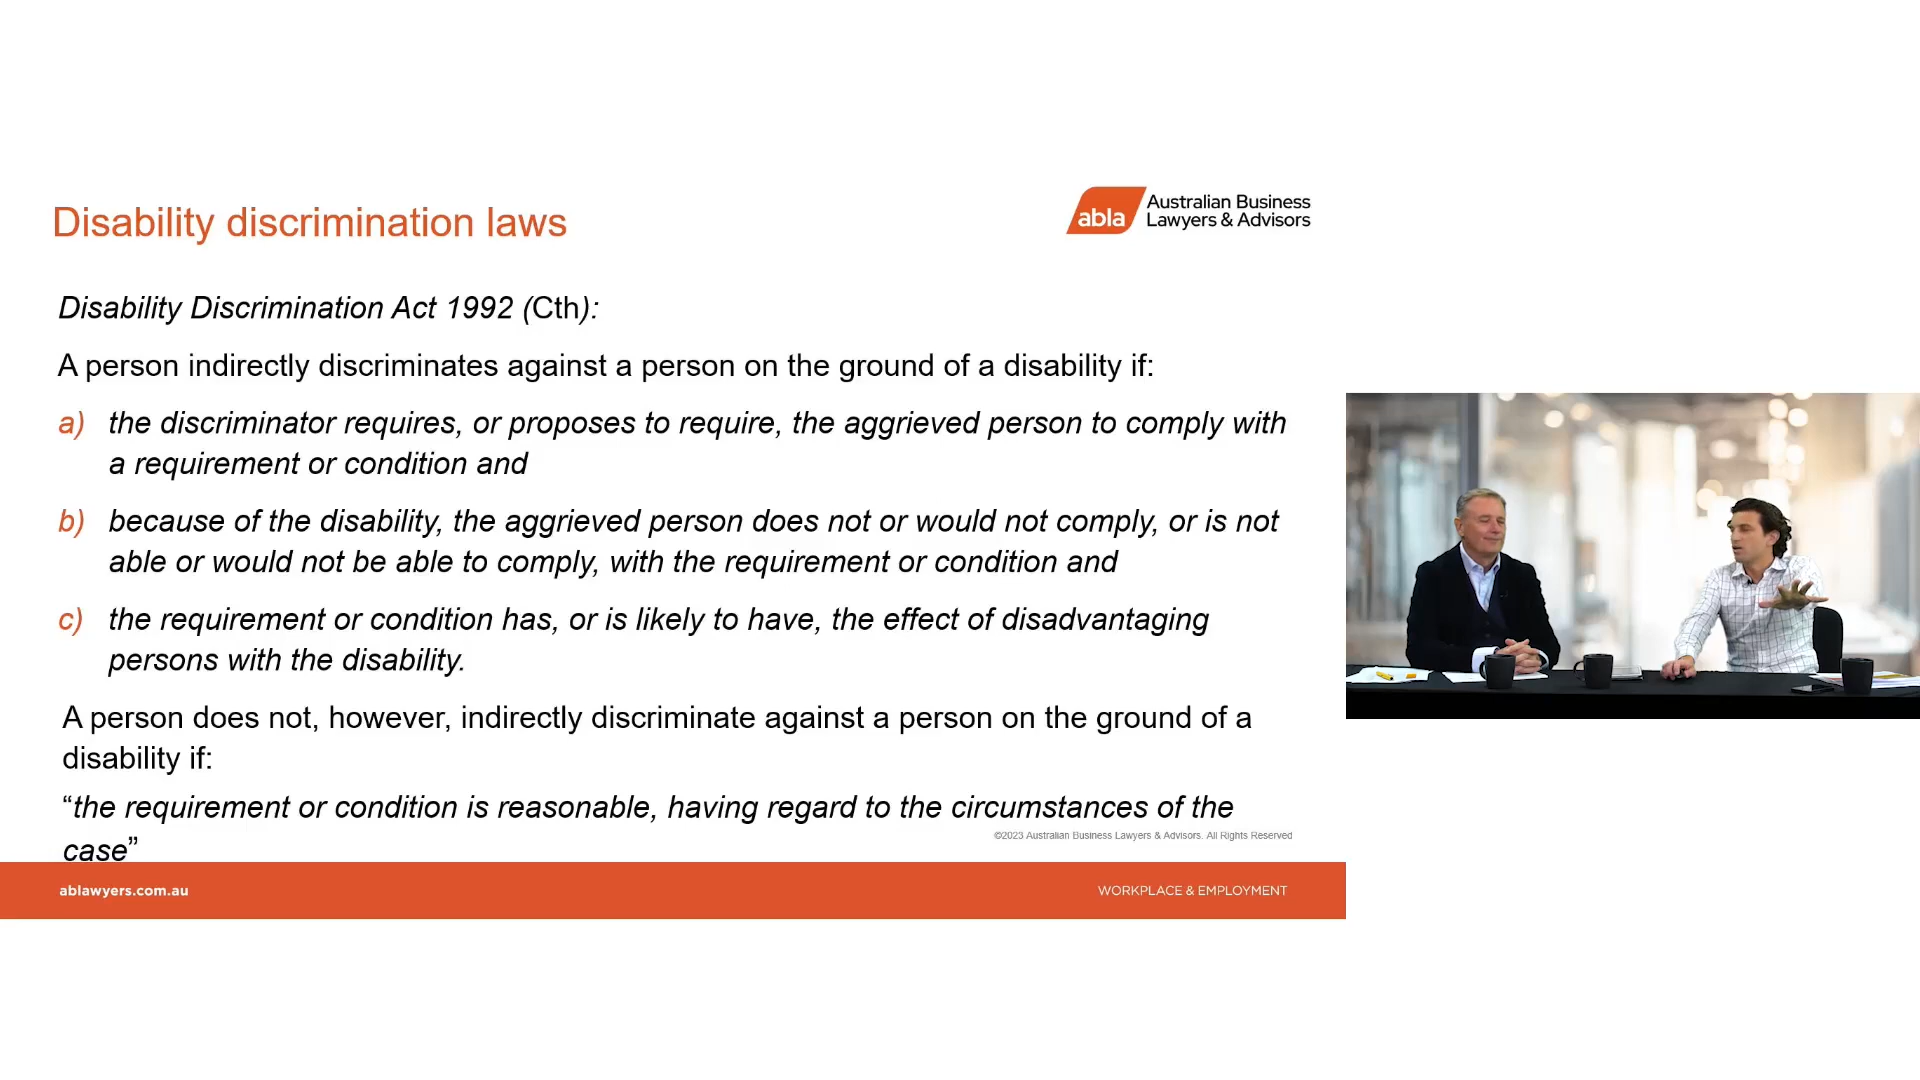 Disability discrimination laws
abla
Australian Business
Lawyers & Advisors
Disability Discrimination Act 1992 (Cth):
A person indirectly discriminates against a person on the ground of a disability if:
a) the discriminator requires, or proposes to require, the aggrieved person to comply with
a requirement or condition and
b) because of the disability, the aggrieved person does not or would not comply, or is not
able or would not be able to comply, with the requirement or condition and
c) the requirement or condition has, or is likely to have, the effect of disadvantaging
persons with the disability.
A person does not, however, indirectly discriminate against a person on the ground of a
disability if:
“the requirement or condition is reasonable, having regard to the circumstances of the
case”
©2023 Australian Business Lawyers & Advisors. All Rights Reserved
ablawyers.com.au
WORKPLACE & EMPLOYMENT